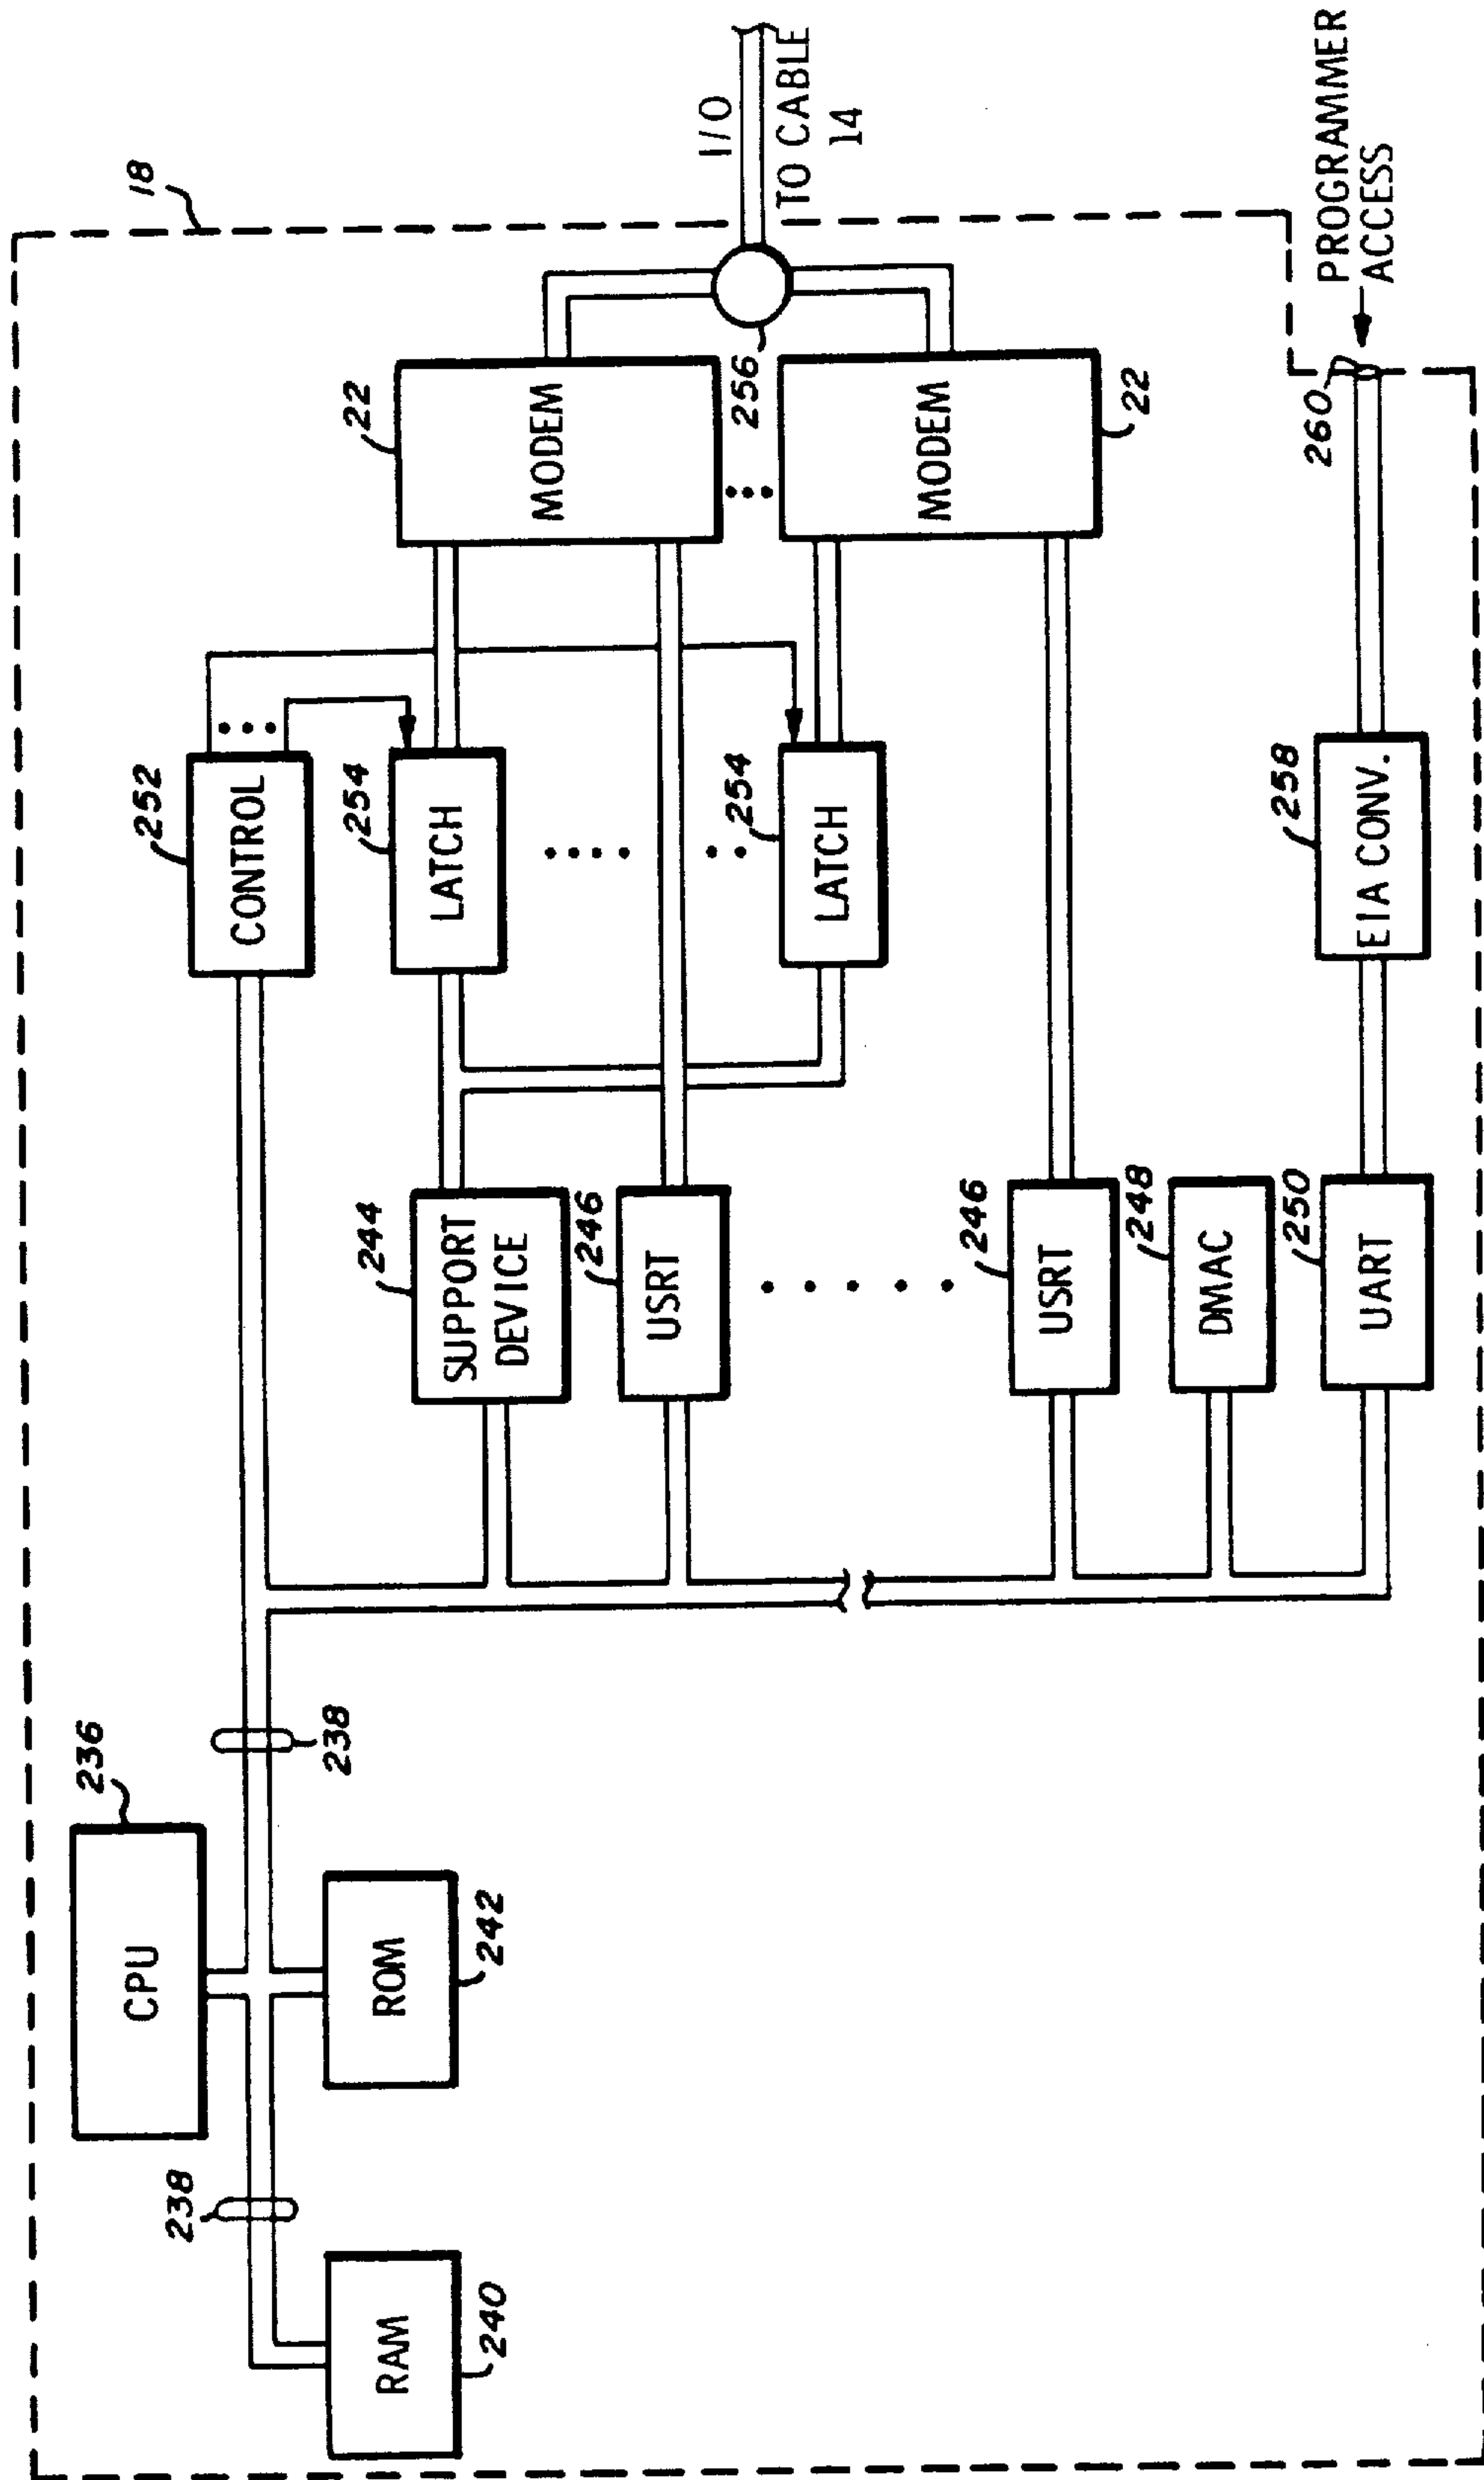 18
236
CPU
238
238
RAM
240
ROM
242
252
CONTROL
254
LATCH
254
LATCH
22
MODEM
256
MODEM
22
I/O
TO CABLE
14
244
SUPPORT
DEVICE
246
USRT
246
USRT
248
DMAC
250
UART
258
EIA CONV.
260
PROGRAMMER
ACCESS